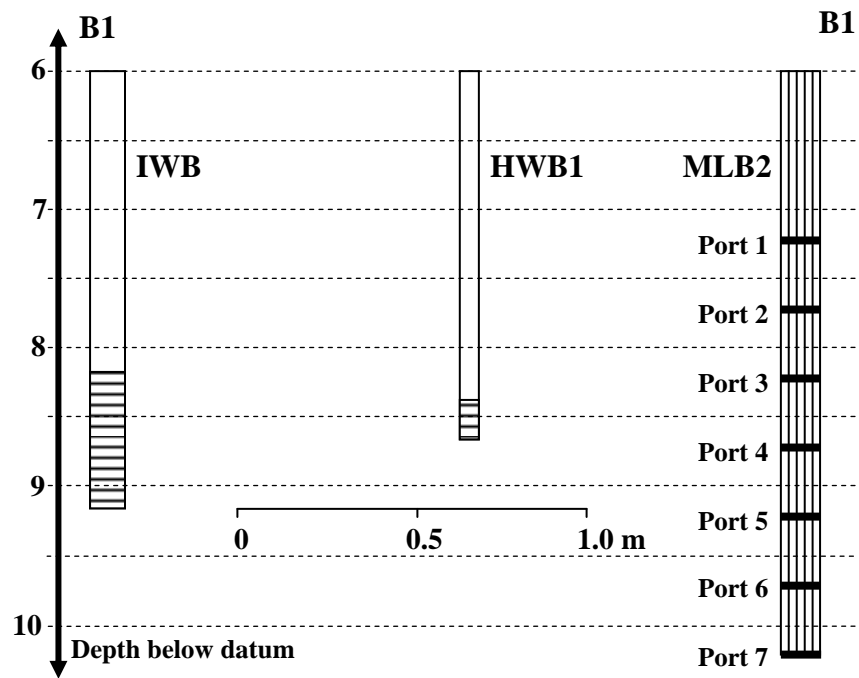 B1
B1
6
IWB
HWB1
MLB2
7
Port 1
Port 2
8
Port 3
Port 4
9
Port 5
0
0.5
1.0 m
Port 6
10
Depth below datum
Port 7